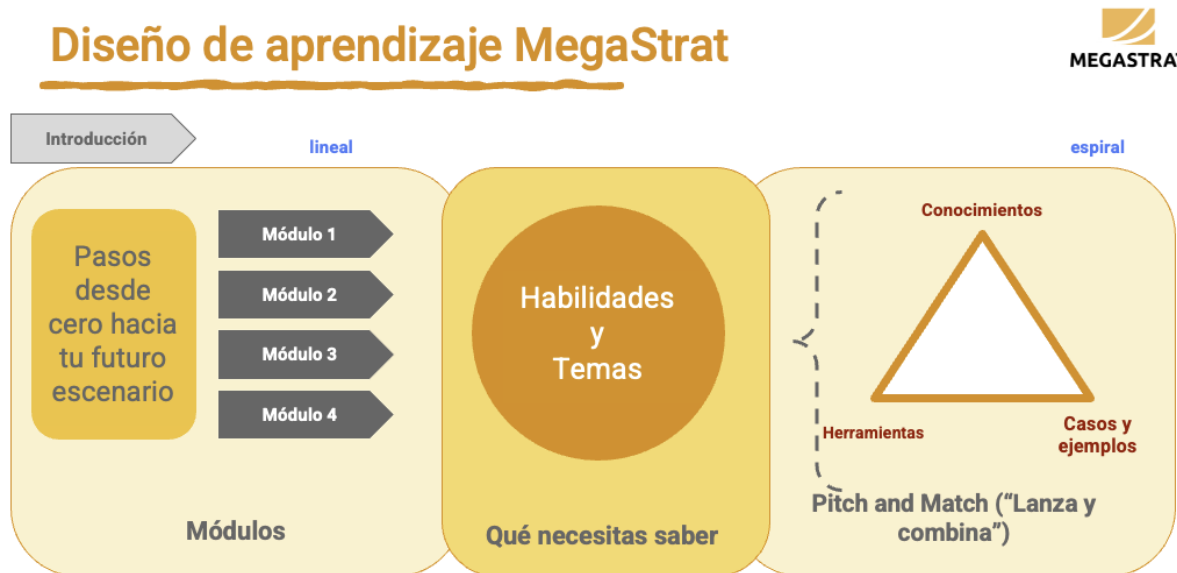 Diseño de aprendizaje MegaStrat
MEGASTRAT
Introducción
lineal
espiral
Pasos
desde
cero hacia
tu futuro
escenario
Módulo 1
Módulo 2
Módulo 3
Módulo 4
Módulos
Habilidades
y
Temas
Qué necesitas saber
Conocimientos
Herramientas
Casos y
ejemplos
Pitch and Match (“Lanza y
combina”)